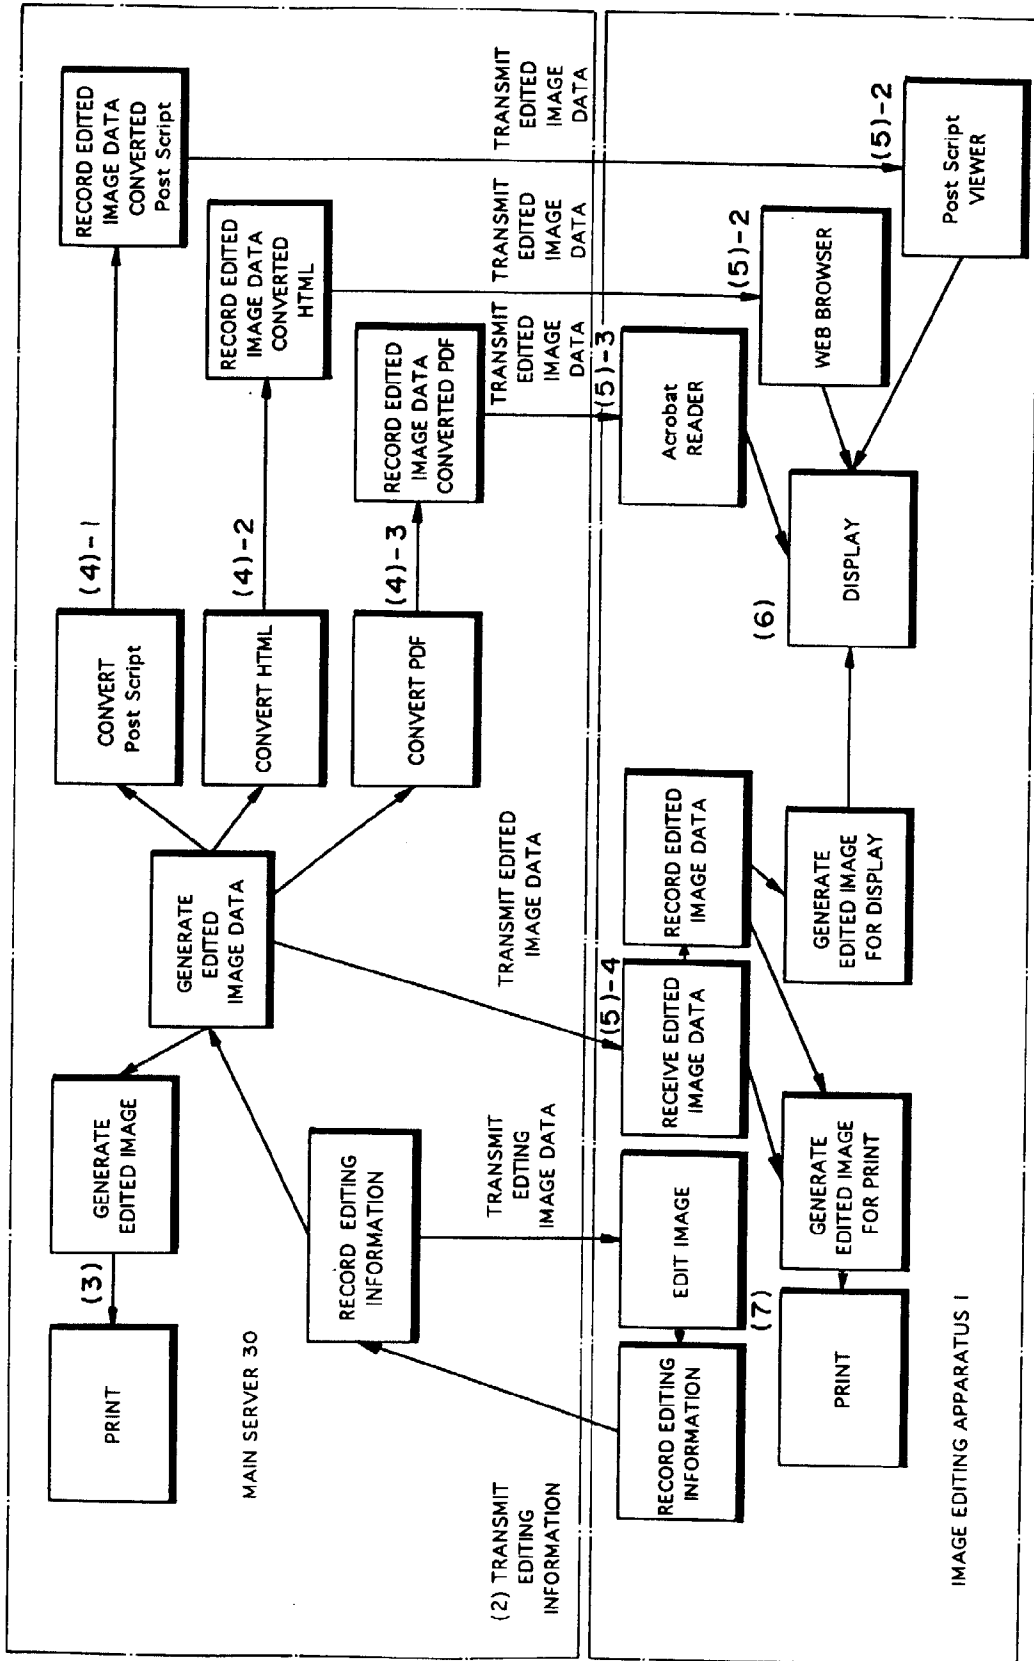 MAIN SERVER 30
PRINT
(3)
GENERATE
EDITED IMAGE
GENERATE
EDITED
IMAGE DATA
CONVERT
Post Script
(4)-1
RECORD EDITED
IMAGE DATA
CONVERTED
Post Script
CONVERT HTML
(4)-2
RECORD EDITED
IMAGE DATA
CONVERTED
HTML
CONVERT PDF
(4)-3
RECORD EDITED
IMAGE DATA
CONVERTED PDF
RECORD EDITING
INFORMATION
(2) TRANSMIT
EDITING
INFORMATION
TRANSMIT
EDTING
IMAGE DATA
TRANSMIT EDITED
IMAGE DATA
TRANSMIT
EDITED
IMAGE
DATA
TRANSMIT
EDITED
IMAGE
DATA
TRANSMIT
EDITED
IMAGE
DATA
RECORD EDITING
INFORMATION
EDIT IMAGE
(5)-4
RECEIVE EDITED
IMAGE DATA
RECORD EDITED
IMAGE DATA
(5)-3
Acrobat
READER
(5)-2
WEB BROWSER
(5)-2
Post Script
VIEWER
(7)
PRINT
GENERATE
EDITED IMAGE
FOR PRINT
GENERATE
EDITED IMAGE
FOR DISPLAY
(6)
DISPLAY
IMAGE EDITING APPARATUS 1